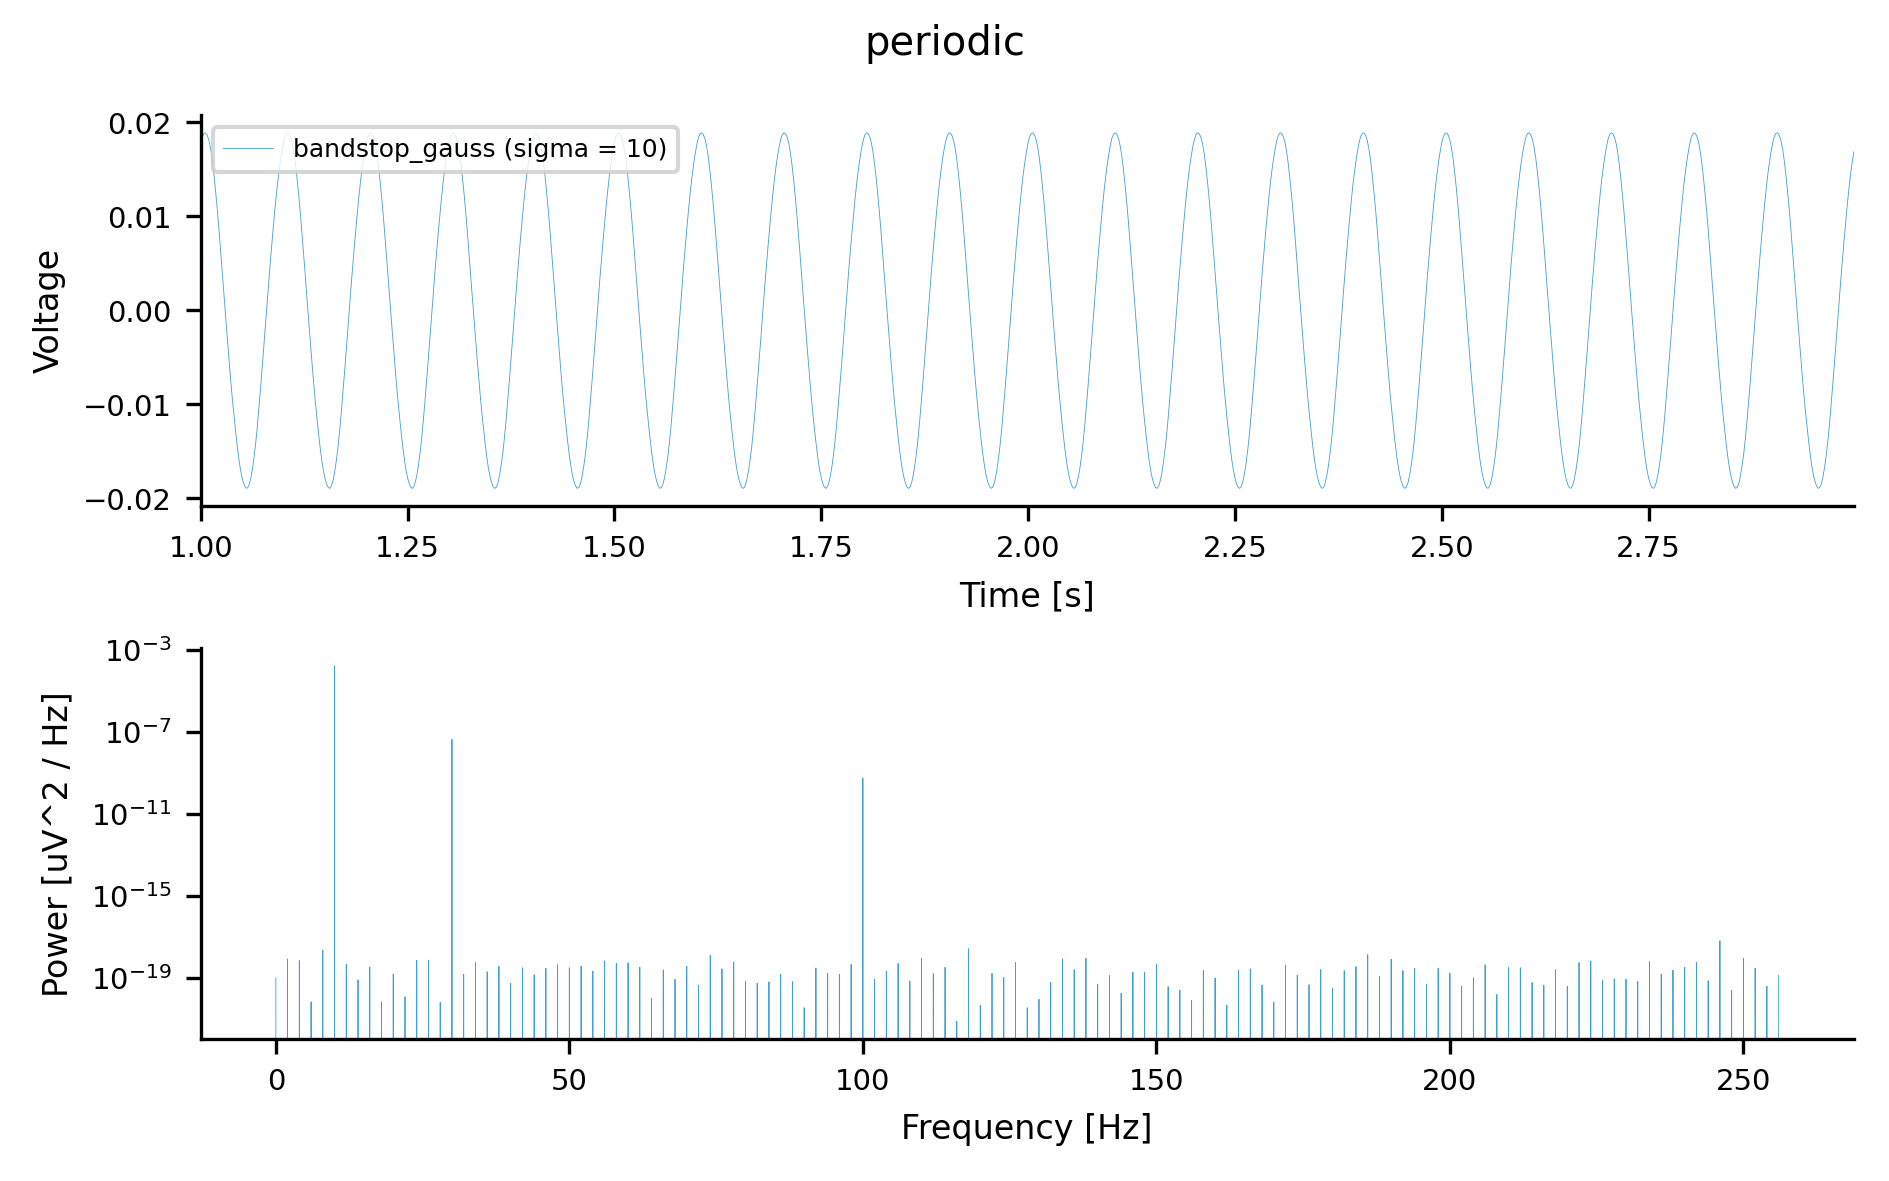 periodic
0.02
bandstop_gauss (sigma = 10)
0.01
0.00
−0.01
−0.02
Voltage
1.00 1.25 1.50 1.75 2.00 2.25 2.50 2.75
Time [s]
10⁻³
10⁻⁷
10⁻¹¹
10⁻¹⁵
10⁻¹⁹
Power [uV^2 / Hz]
0 50 100 150 200 250
Frequency [Hz]